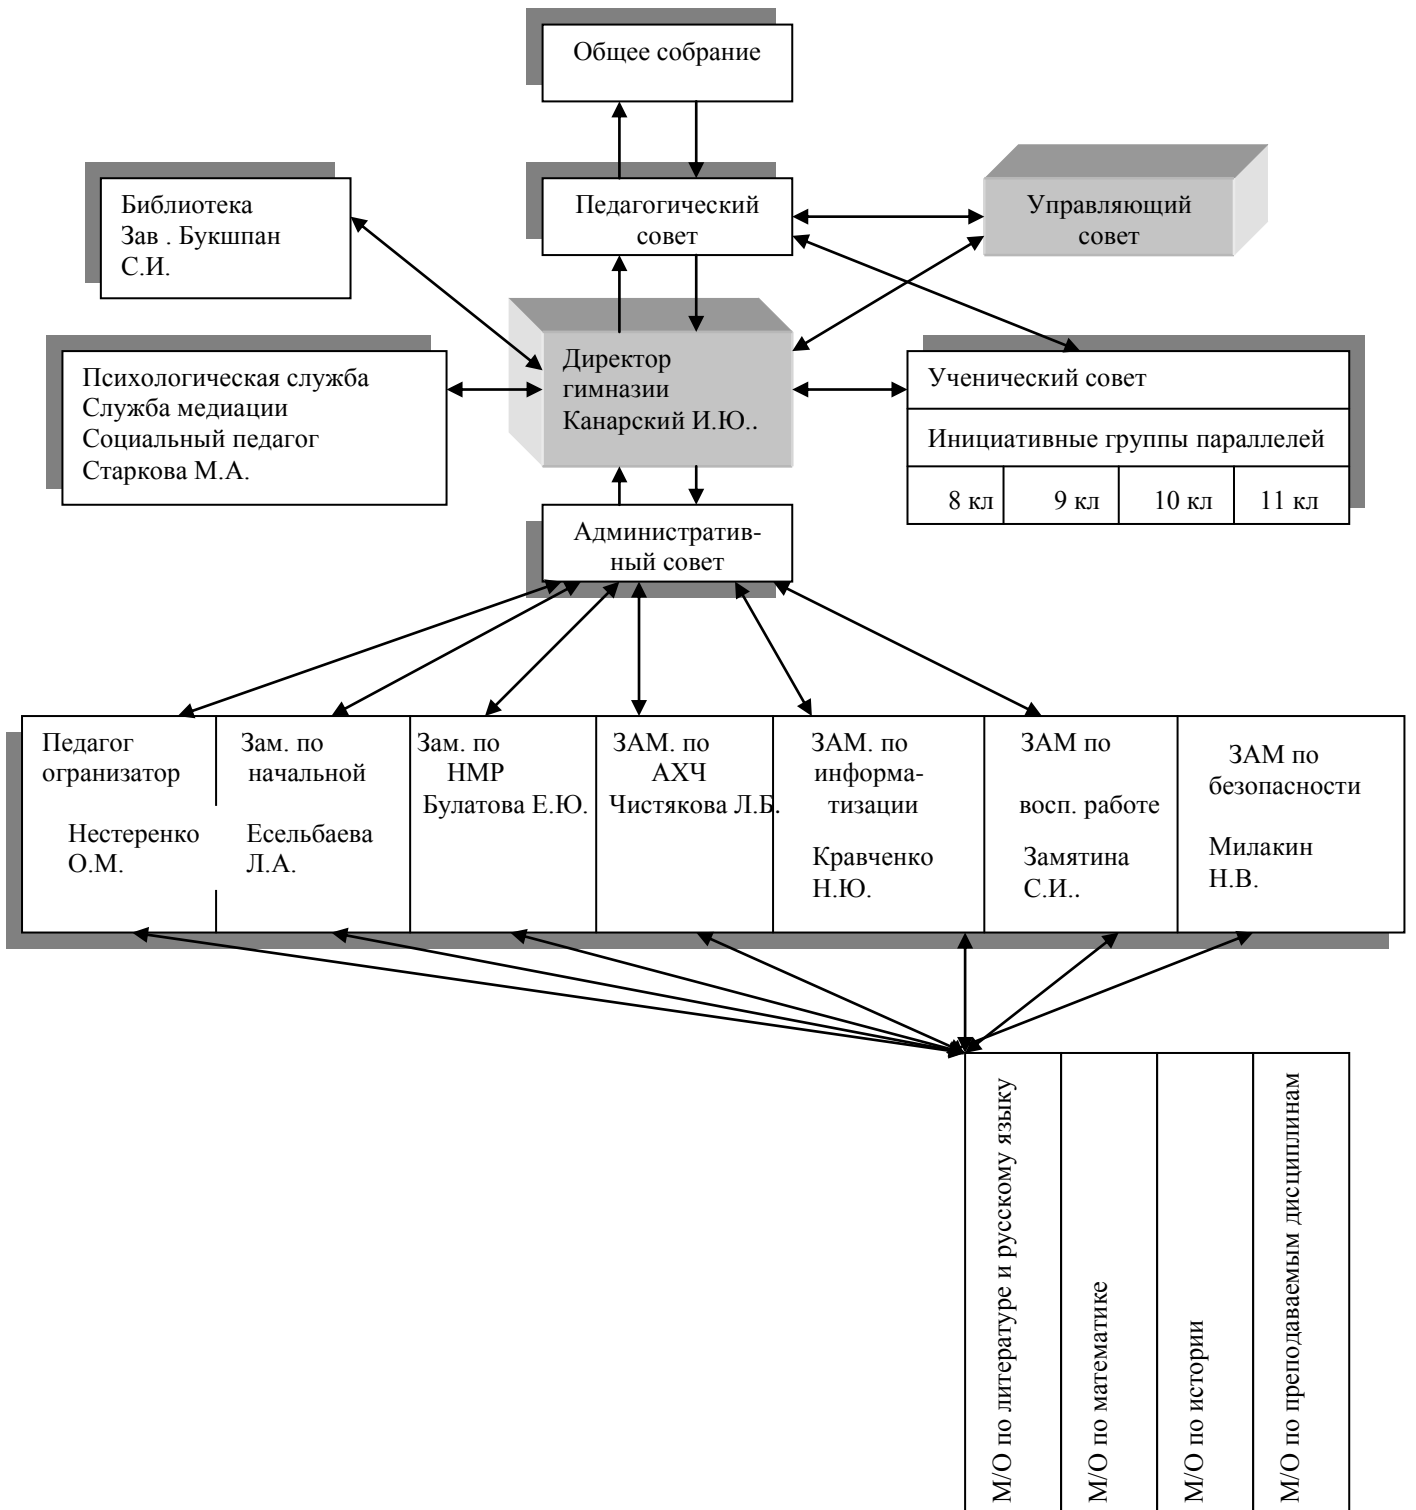 Общее собрание
Педагогический
совет
Управляющий
совет
Библиотека
Зав . Букшпан
С.И.
Директор
гимназии
Канарский И.Ю..
Психологическая служба
Служба медиации
Социальный педагог
Старкова М.А.
Ученический совет
Инициативные группы параллелей
8 кл
9 кл
10 кл
11 кл
Административ-
ный совет
Педагог
огранизатор
Нестеренко
О.М.
Зам. по
начальной
Есельбаева
Л.А.
Зам. по
НМР
Булатова Е.Ю.
ЗАМ. по
АХЧ
Чистякова Л.Б.
ЗАМ. по
информа-
тизации
Кравченко
Н.Ю.
ЗАМ по
восп. работе
Замятина
С.И..
ЗАМ по
безопасности
Милакин
Н.В.
М/О по литературе и русскому языку
М/О по математике
М/О по истории
М/О по преподаваемым дисциплинам